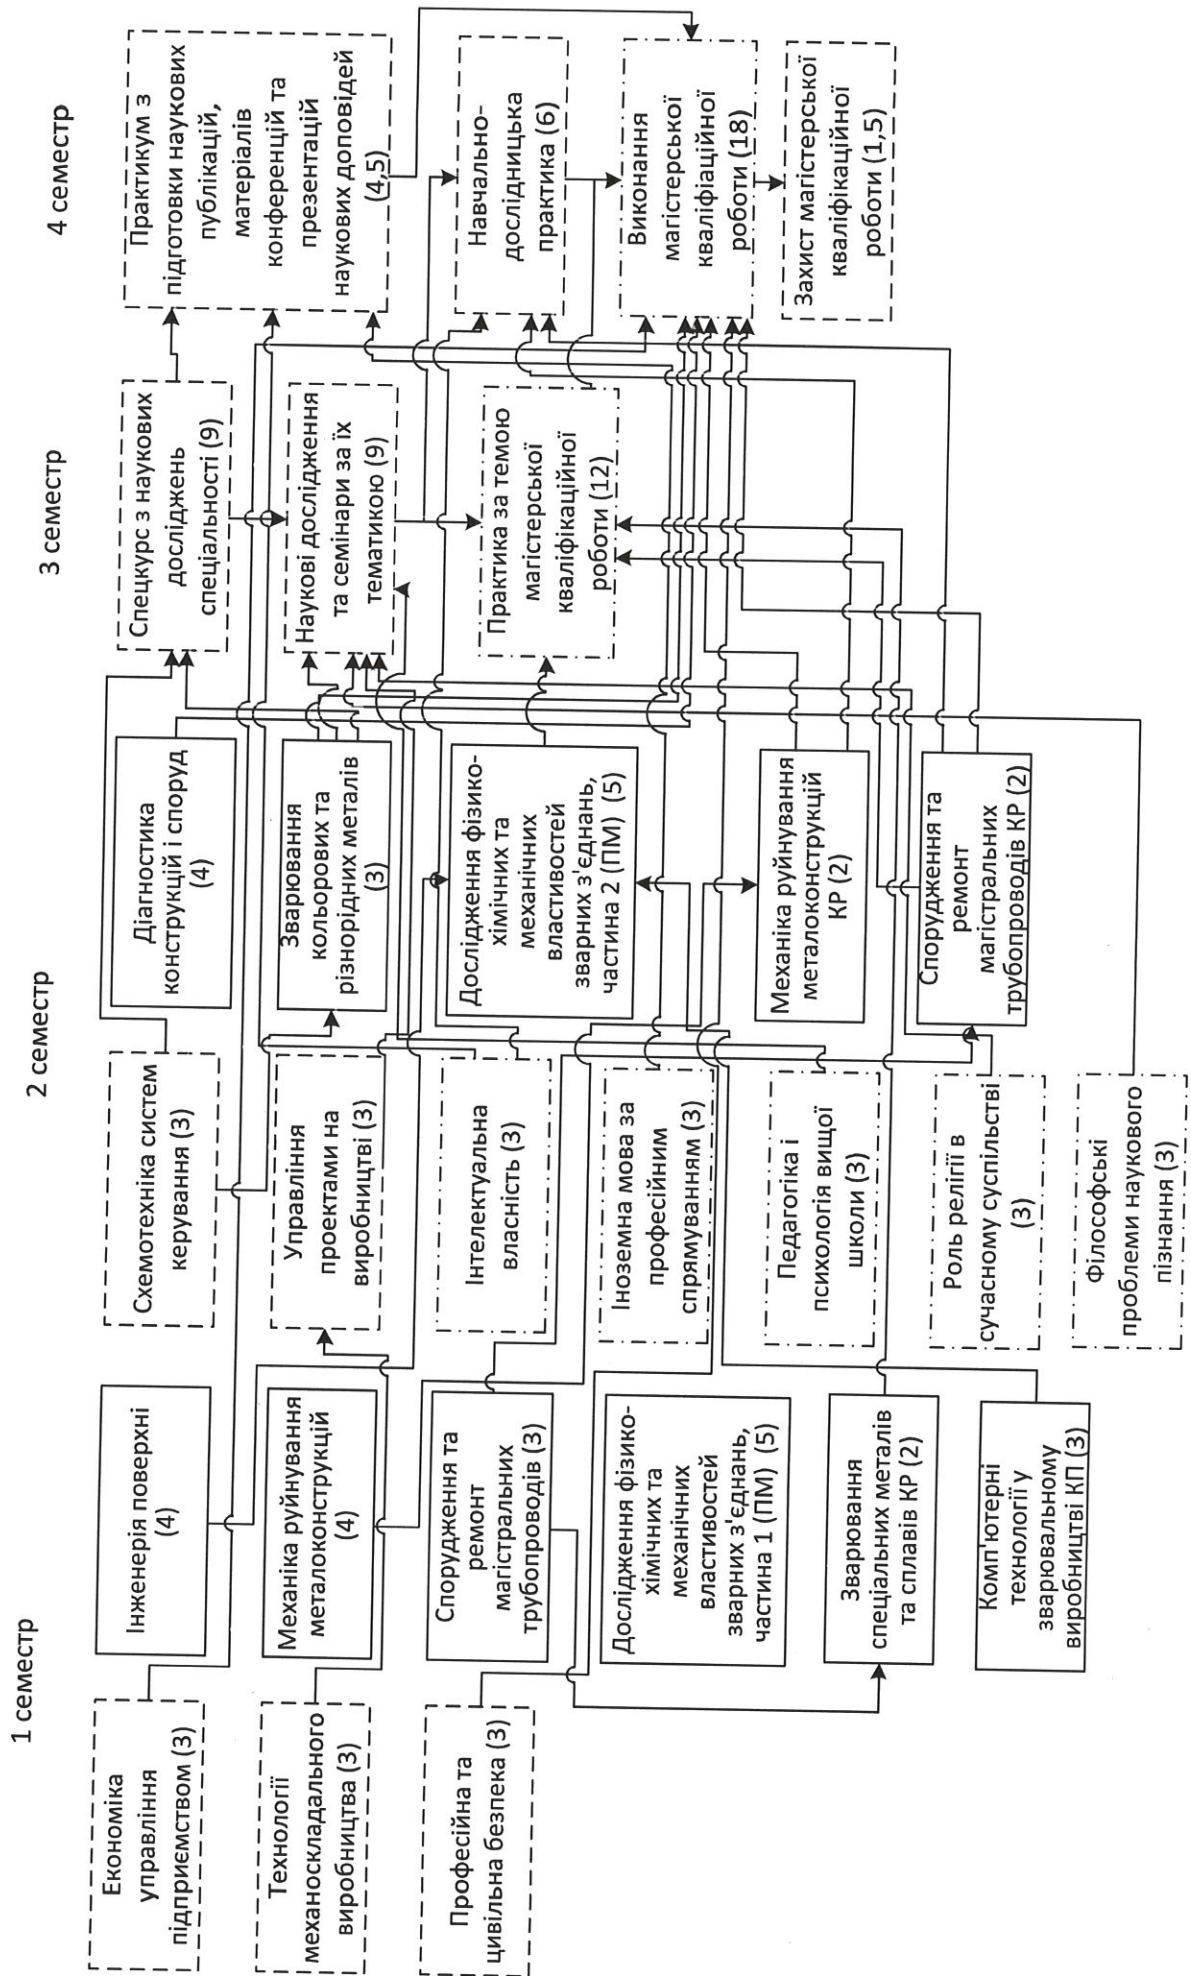 1 семестр
2 семестр
3 семестр
4 семестр
Економіка
управління
підприємством (3)
Технології
механоскладального
виробництва (3)
Професійна та
цивільна безпека (3)
Інженерія поверхні
(4)
Механіка руйнування
металоконструкцій
(4)
Спорудження та
ремонт
магістральних
трубопроводів (3)
Дослідження фізико-
хімічних та
механічних
властивостей
зварних з'єднань,
частина 1 (ПМ) (5)
Зварювання
спеціальних металів
та сплавів КР (2)
Комп'ютерні
технології у
зварювальному
виробництві КП (3)
Схемотехніка систем
керування (3)
Управління
проектами на
виробництві (3)
Інтелектуальна
власність (3)
Іноземна мова за
професійним
спрямуванням (3)
Педагогіка і
психологія вищої
школи (3)
Роль релігії в
сучасному суспільстві
(3)
Філософські
проблеми наукового
пізнання (3)
Діагностика
конструкцій і споруд
(4)
Зварювання
кольорових та
різнорідних металів
(3)
Дослідження фізико-
хімічних та
механічних
властивостей
зварних з'єднань,
частина 2 (ПМ) (5)
Механіка руйнування
металоконструкцій
КР (2)
Спорудження та
ремонт
магістральних
трубопроводів КР (2)
Спецкурс з наукових
досліджень
спеціальності (9)
Наукові дослідження
та семінари за їх
тематикою (9)
Практика за темою
магістерської
кваліфікаційної
роботи (12)
Практикум з
підготовки наукових
публікацій,
матеріалів
конференцій та
презентацій
наукових доповідей
(4,5)
Навчально-
дослідницька
практика (6)
Виконання
магістерської
кваліфіаційної
роботи (18)
Захист магістерської
кваліфікаційної
роботи (1,5)